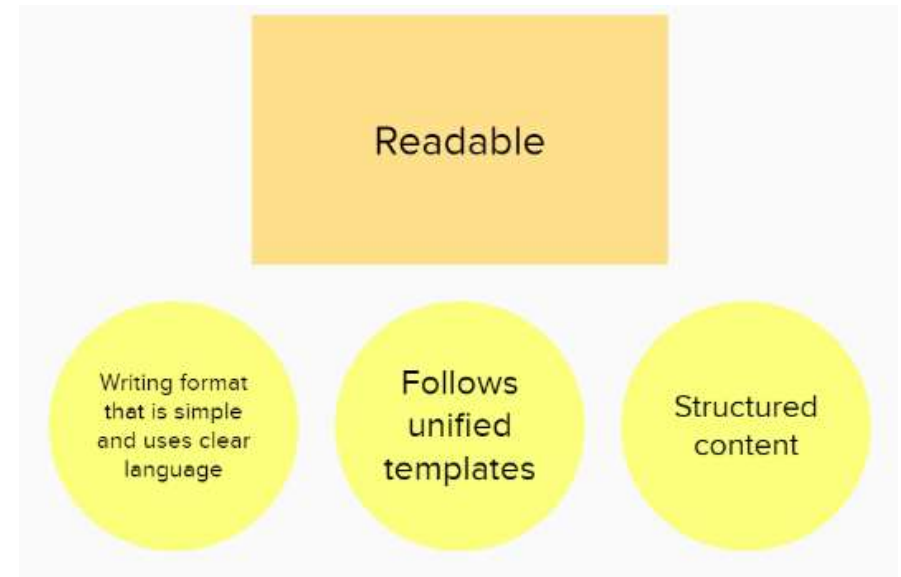 Readable
Writing format
that is simple
and uses clear
language
Follows
unified
templates
Structured
content